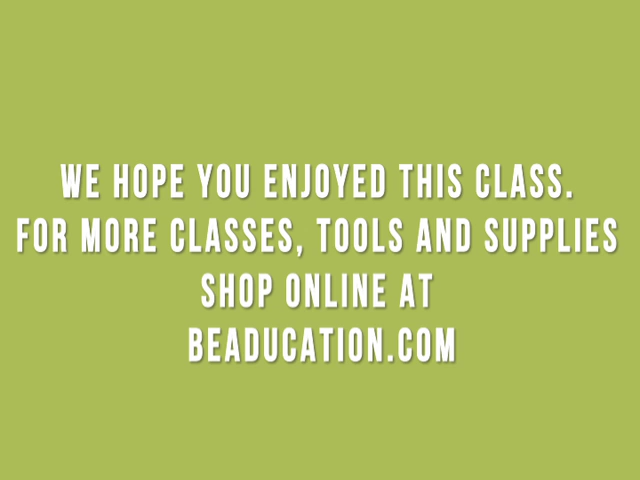 WE HOPE YOU ENJOYED THIS CLASS.
FOR MORE CLASSES, TOOLS AND SUPPLIES
SHOP ONLINE AT
BEADUCATION.COM